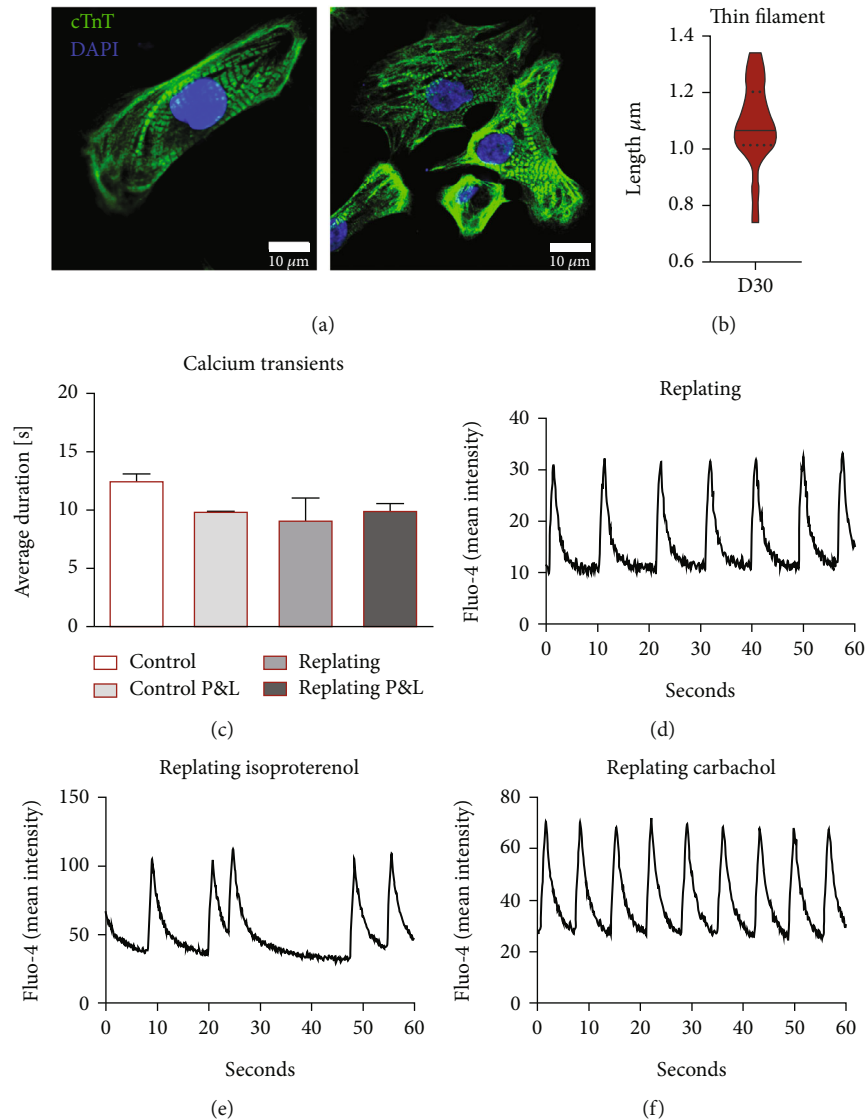 cTnT
DAPI
10 μm
10 μm
(a)
Thin filament
Length μm
1.4
1.2
1.0
0.8
0.6
D30
(b)
Calcium transients
Average duration [s]
20
15
10
5
0
Control
Replating
Control P&L
Replating P&L
(c)
Replating
Fluo-4 (mean intensity)
40
30
20
10
0
0 10 20 30 40 50 60
Seconds
(d)
Replating isoproterenol
Fluo-4 (mean intensity)
150
100
50
0
0 10 20 30 40 50 60
Seconds
(e)
Replating carbachol
Fluo-4 (mean intensity)
80
60
40
20
0
0 10 20 30 40 50 60
Seconds
(f)